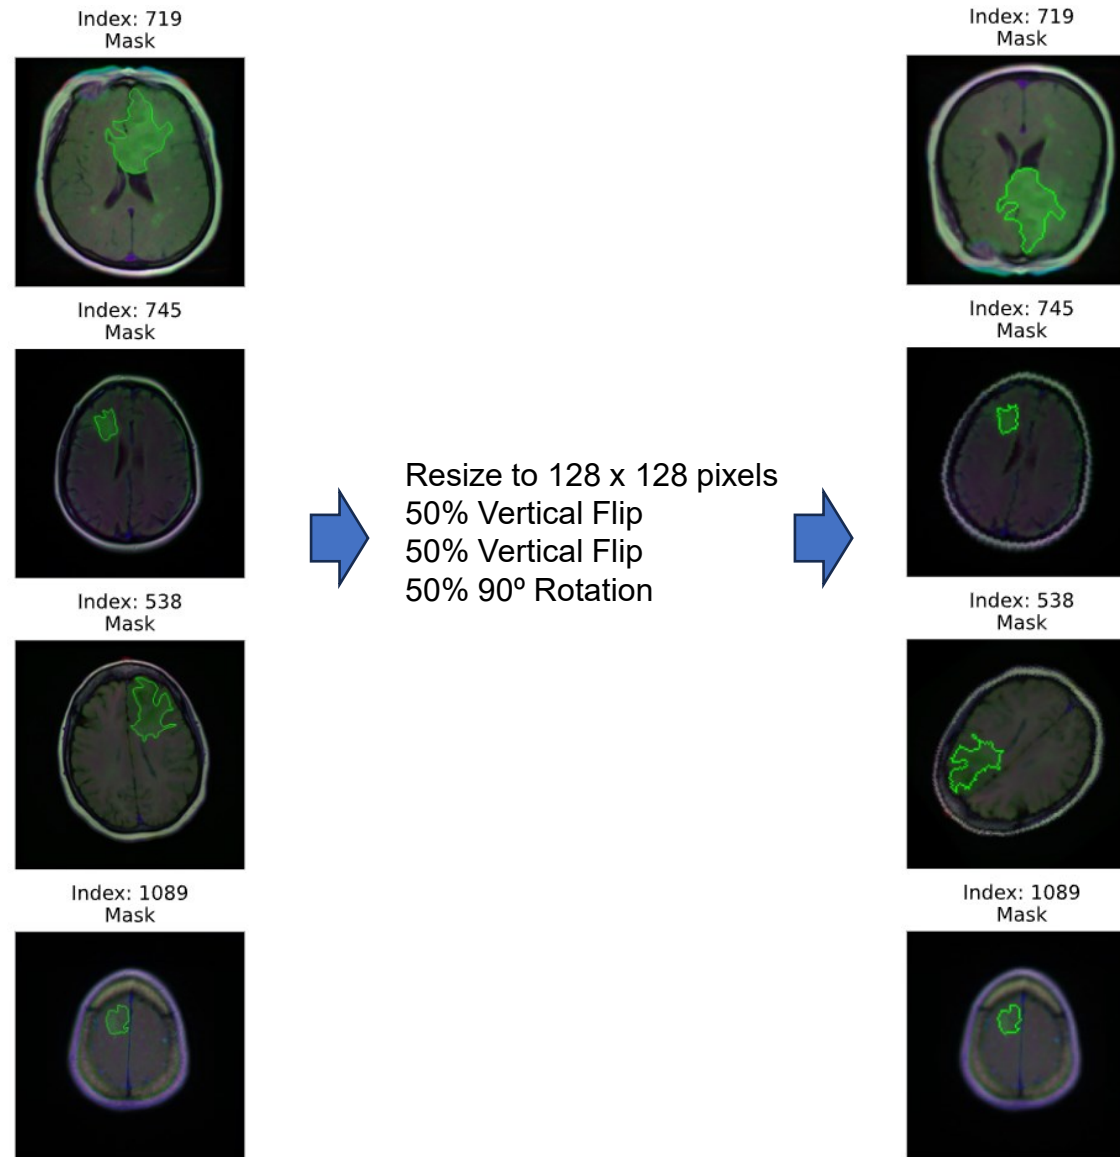 Index: 719
Mask
Index: 745
Mask
Index: 538
Mask
Index: 1089
Mask
Resize to 128 x 128 pixels
50% Vertical Flip
50% Vertical Flip
50% 90º Rotation
Index: 719
Mask
Index: 745
Mask
Index: 538
Mask
Index: 1089
Mask